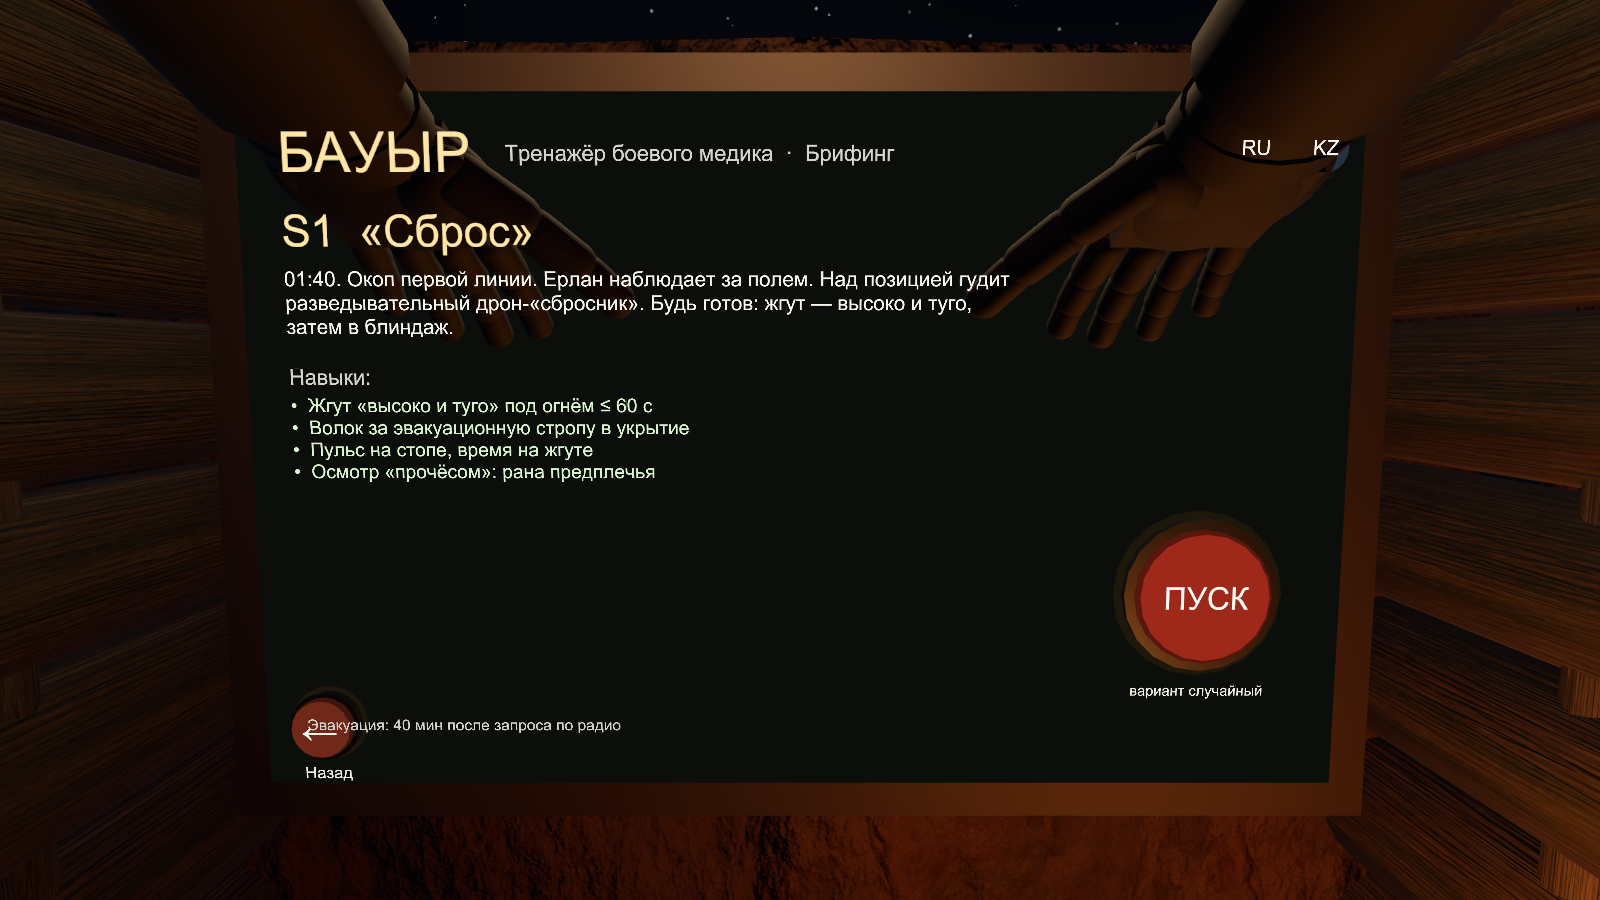 БАУЫР
Тренажёр боевого медика · Брифинг
RU KZ
S1 «Сброс»
01:40. Окоп первой линии. Ерлан наблюдает за полем. Над позицией гудит
разведывательный дрон-«сбросник». Будь готов: жгут — высоко и туго,
затем в блиндаж.
Навыки:
• Жгут «высоко и туго» под огнём ≤ 60 с
• Волок за эвакуационную стропу в укрытие
• Пульс на стопе, время на жгуте
• Осмотр «прочёсом»: рана предплечья
ПУСК
вариант случайный
Эвакуация: 40 мин после запроса по радио
←
Назад